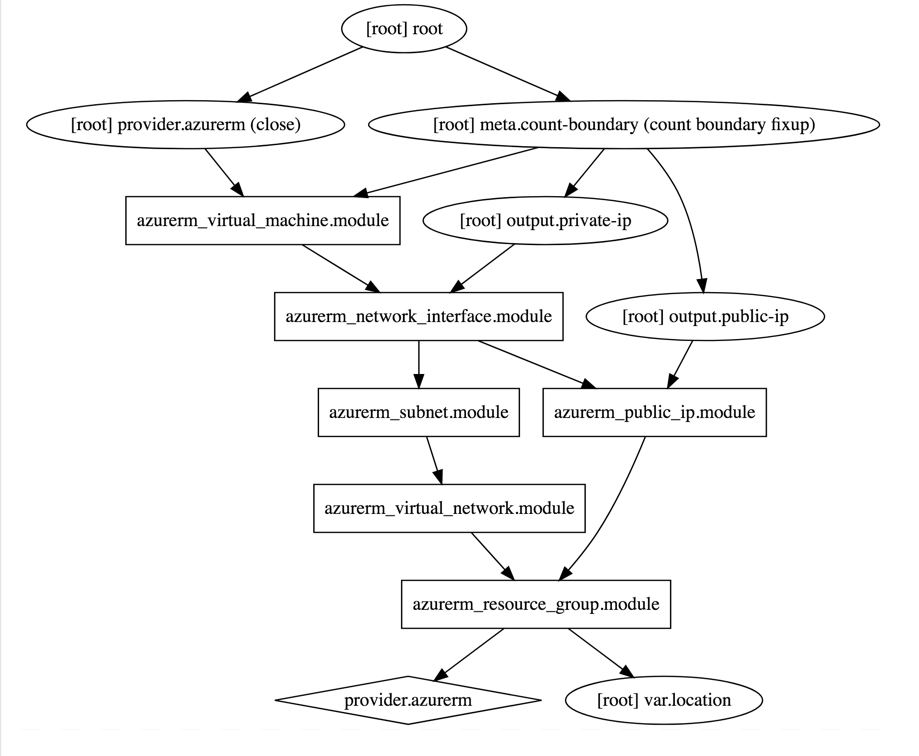 [root] root
[root] provider.azurerm (close)
[root] meta.count-boundary (count boundary fixup)
azurerm_virtual_machine.module
[root] output.private-ip
azurerm_network_interface.module
[root] output.public-ip
azurerm_subnet.module
azurerm_public_ip.module
azurerm_virtual_network.module
azurerm_resource_group.module
provider.azurerm
[root] var.location